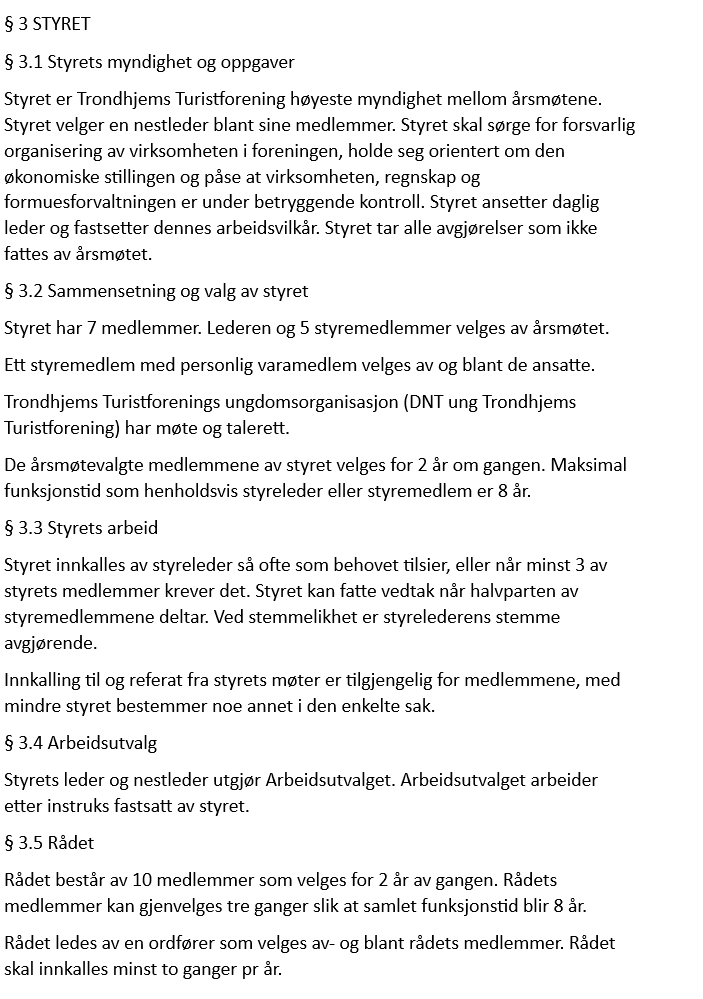 § 3 STYRET
§ 3.1 Styrets myndighet og oppgaver
Styret er Trondhjems Turistforening høyeste myndighet mellom årsmøtene.
Styret velger en nestleder blant sine medlemmer. Styret skal sørge for forsvarlig
organisering av virksomheten i foreningen, holde seg orientert om den
økonomiske stillingen og påse at virksomheten, regnskap og
formuesforvaltningen er under betryggende kontroll. Styret ansetter daglig
leder og fastsetter dennes arbeidsvilkår. Styret tar alle avgjørelser som ikke
fattes av årsmøtet.
§ 3.2 Sammensetning og valg av styret
Styret har 7 medlemmer. Lederen og 5 styremedlemmer velges av årsmøtet.
Ett styremedlem med personlig varamedlem velges av og blant de ansatte.
Trondhjems Turistforenings ungdomsorganisasjon (DNT ung Trondhjems
Turistforening) har møte og talerett.
De årsmøtevalgte medlemmene av styret velges for 2 år om gangen. Maksimal
funksjonstid som henholdsvis styreleder eller styremedlem er 8 år.
§ 3.3 Styrets arbeid
Styret innkalles av styreleder så ofte som behovet tilsier, eller når minst 3 av
styrets medlemmer krever det. Styret kan fatte vedtak når halvparten av
styremedlemmene deltar. Ved stemmelikhet er styrelederens stemme
avgjørende.
Innkalling til og referat fra styrets møter er tilgjengelig for medlemmene, med
mindre styret bestemmer noe annet i den enkelte sak.
§ 3.4 Arbeidsutvalg
Styrets leder og nestleder utgjør Arbeidsutvalget. Arbeidsutvalget arbeider
etter instruks fastsatt av styret.
§ 3.5 Rådet
Rådet består av 10 medlemmer som velges for 2 år av gangen. Rådets
medlemmer kan gjenvelges tre ganger slik at samlet funksjonstid blir 8 år.
Rådet ledes av en ordfører som velges av- og blant rådets medlemmer. Rådet
skal innkalles minst to ganger pr år.